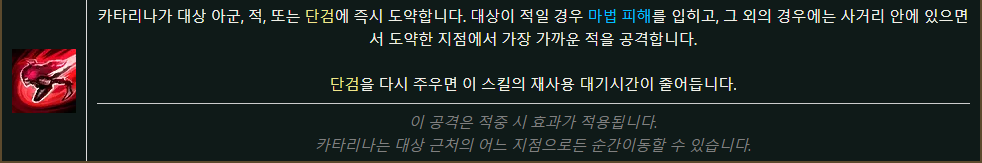 카타리나가 대상 아군, 적, 또는 단검에 즉시 도약합니다. 대상이 적일 경우 마법 피해를 입히고, 그 외의 경우에는 사거리 안에 있으면
서 도약한 지점에서 가장 가까운 적을 공격합니다.
단검을 다시 주우면 이 스킬의 재사용 대기시간이 줄어듭니다.
이 공격은 적중 시 효과가 적용됩니다.
카타리나는 대상 근처의 어느 지점으로든 순간이동할 수 있습니다.